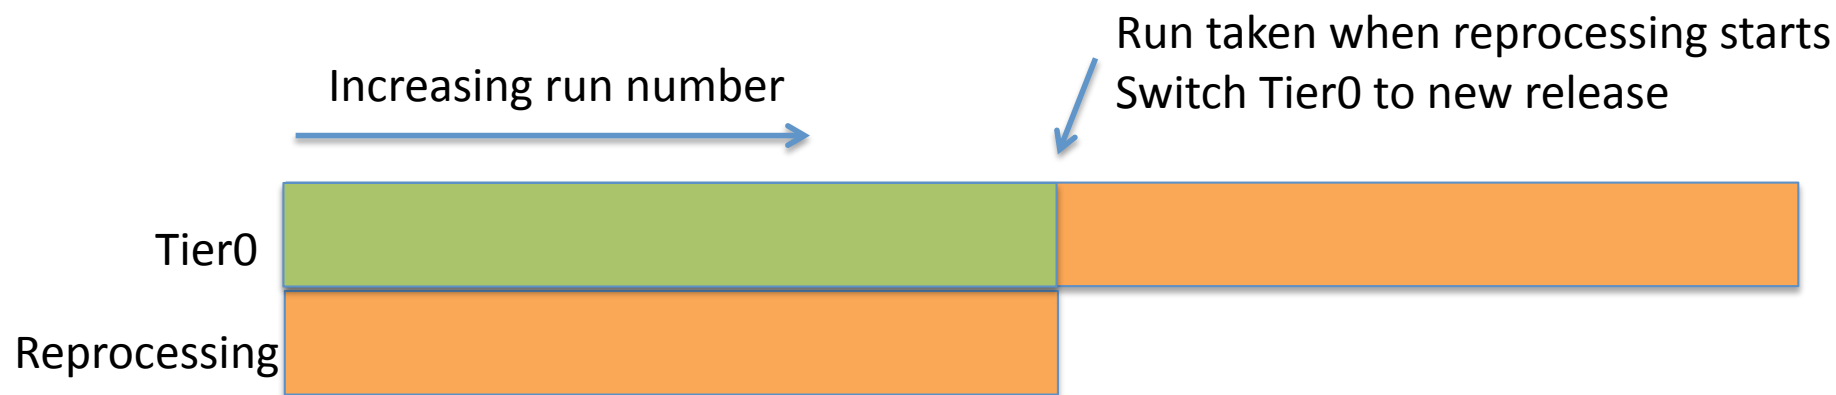 Run taken when reprocessing starts
Switch Tier0 to new release
Increasing run number
Tier0
Reprocessing